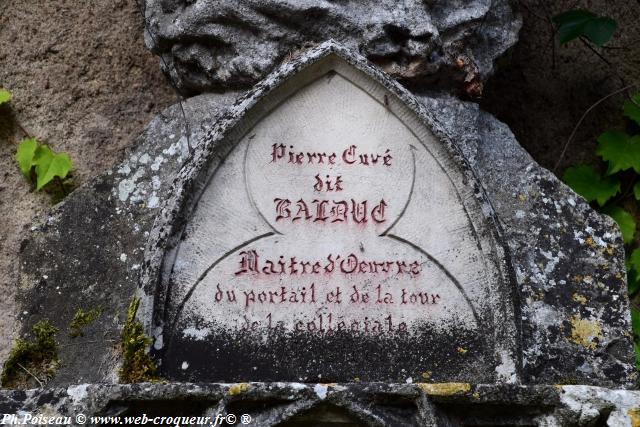 Pierre Cuvé
dit
BALDUC
Maitre d'Oeuvre
du portail et de la tour
de la collégiale
Ph.Poiseau © - www.web-croqueur.fr®